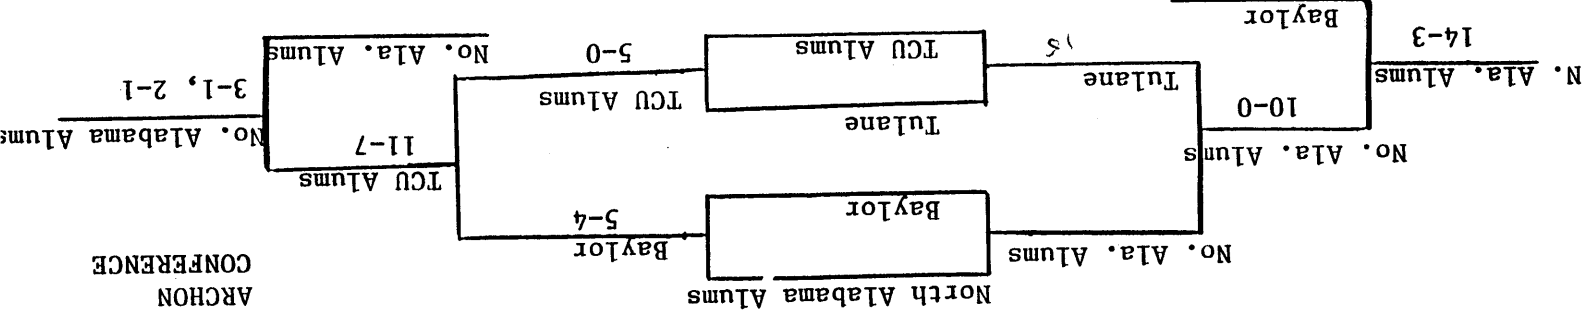 North Alabama Alums
ARCHON
CONFERENCE
No. Ala. Alums
Baylor
5-4
Baylor
TCU Alums
11-7
No. Ala. Alums
10-0
No. Alabama Alums
3-1, 2-1
Tulane
TCU Alums
5-0
Tulane
N. Ala. Alums
14-3
TCU Alums
No. Ala. Alums
Baylor